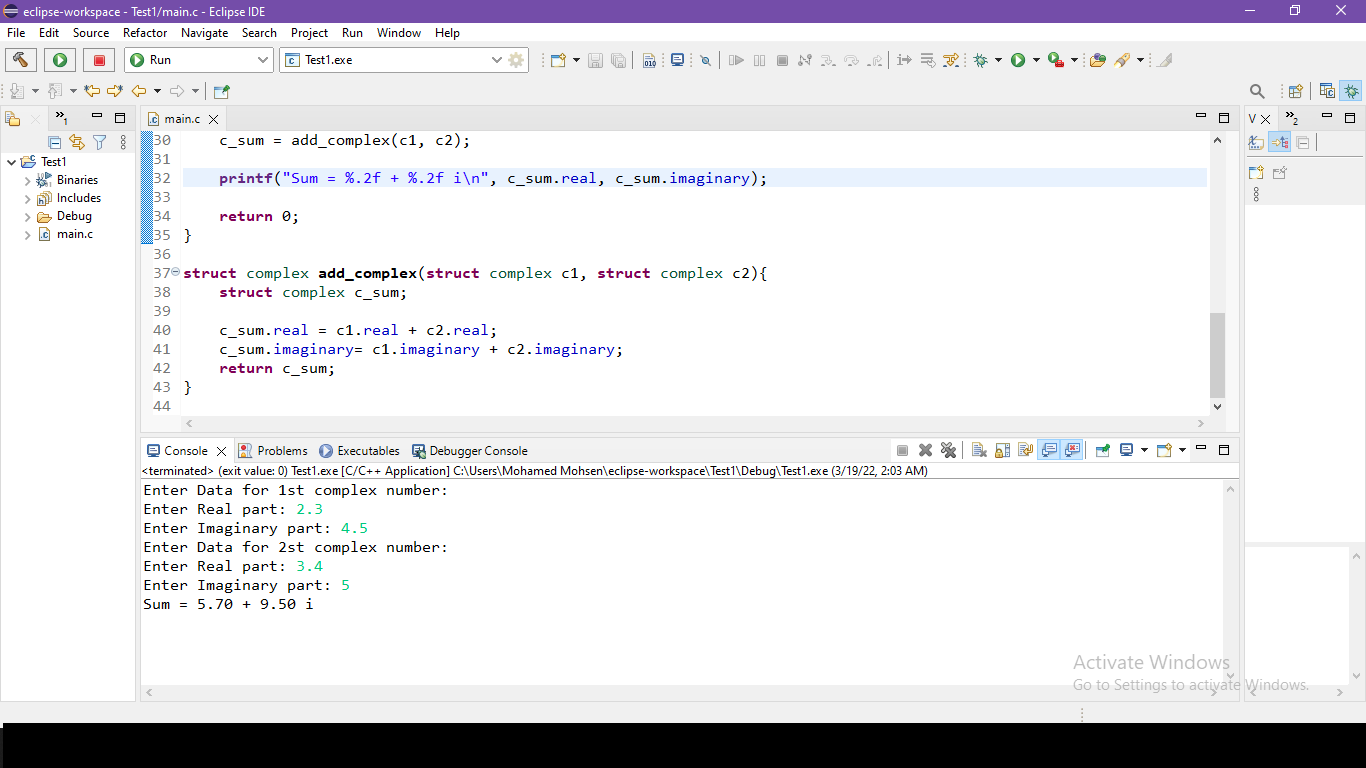 eclipse-workspace - Test1/main.c - Eclipse IDE
File Edit Source Refactor Navigate Search Project Run Window Help
Run Test1.exe
010
main.c
»1
V »2
Test1
Binaries
Includes
Debug
main.c
30 c_sum = add_complex(c1, c2);
31
32 printf("Sum = %.2f + %.2f i\n", c_sum.real, c_sum.imaginary);
33
34 return 0;
35 }
36
37 struct complex add_complex(struct complex c1, struct complex c2){
38 struct complex c_sum;
39
40 c_sum.real = c1.real + c2.real;
41 c_sum.imaginary= c1.imaginary + c2.imaginary;
42 return c_sum;
43 }
44
Console Problems Executables Debugger Console
<terminated> (exit value: 0) Test1.exe [C/C++ Application] C:\Users\Mohamed Mohsen\eclipse-workspace\Test1\Debug\Test1.exe (3/19/22, 2:03 AM)
Enter Data for 1st complex number:
Enter Real part: 2.3
Enter Imaginary part: 4.5
Enter Data for 2st complex number:
Enter Real part: 3.4
Enter Imaginary part: 5
Sum = 5.70 + 9.50 i
Activate Windows
Go to Settings to activate Windows.